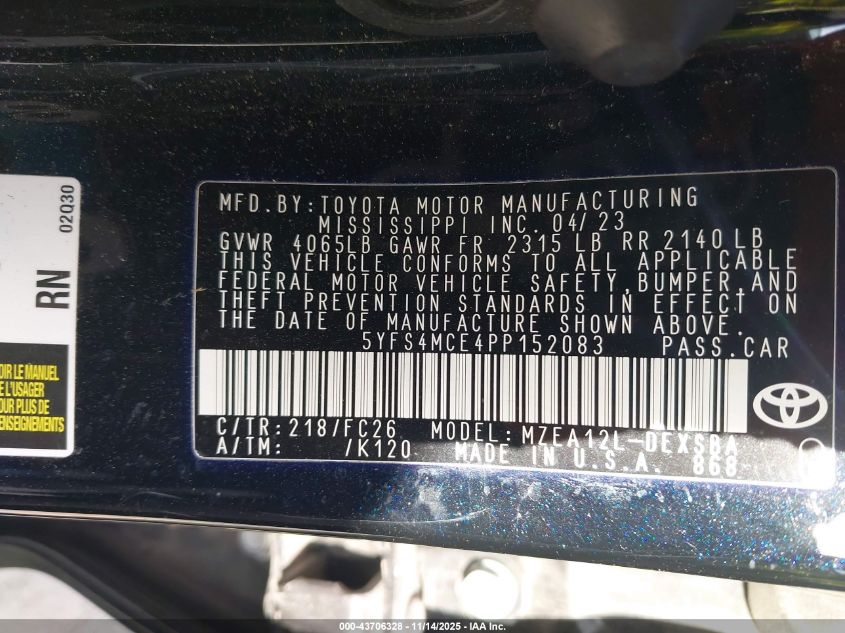 02Q30
RN
OIR LE MANUEL
E L'USAGER
OUR PLUS DE
ENSEIGNEMENTS
MFD.BY:TOYOTA MOTOR MANUFACTURING
MISSISSIPPI INC. 04/23
GVWR 4065LB GAWR FR 2315 LB RR 2140 LB
THIS VEHICLE CONFORMS TO ALL APPLICABLE
FEDERAL MOTOR VEHICLE SAFETY,BUMPER,AND
THEFT PREVENTION STANDARDS IN EFFECT ON
THE DATE OF MANUFACTURE SHOWN ABOVE.
5YFS4MCE4PP152083 PASS.CAR
C/TR:218/FC26 MODEL:MZEA12L-DEXSBA
A/TM: /K120 MADE IN U.S.A. 868
000-43706328 - 11/14/2025 - IAA Inc.